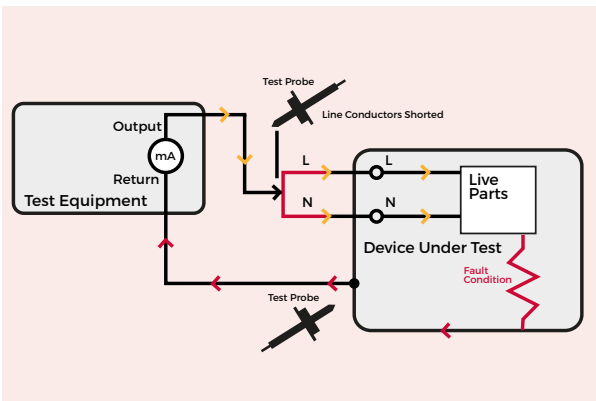 Test Probe
Line Conductors Shorted
Output
mA
Return
Test Equipment
L
L
N
N
Live
Parts
Device Under Test
Fault
Condition
Test Probe